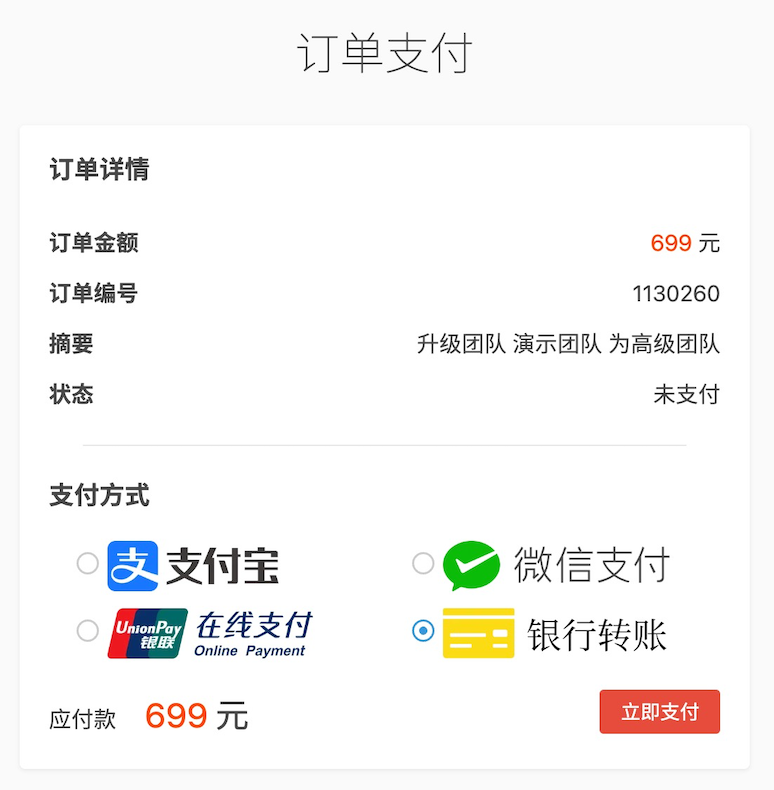 订单支付
订单详情
订单金额 699 元
订单编号 1130260
摘要 升级团队 演示团队 为高级团队
状态 未支付
支付方式
支 支付宝 微信支付
UnionPay 银联 在线支付 Online Payment 银行转账
应付款 699 元 立即支付